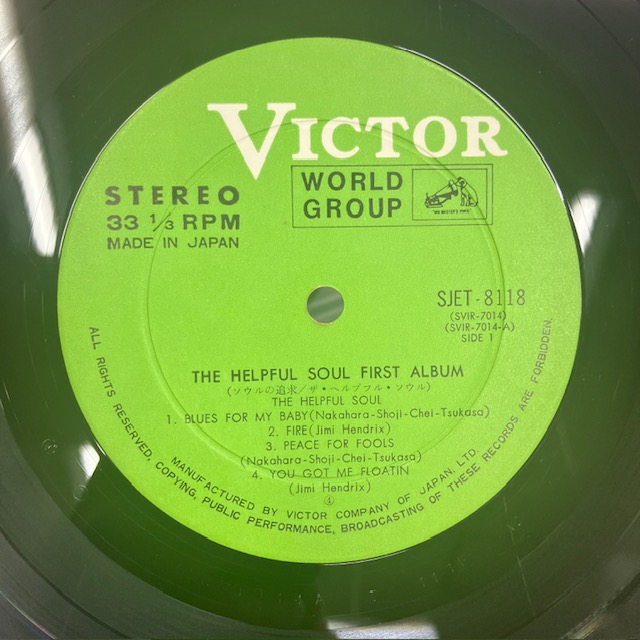 VICTOR
WORLD
GROUP
"HIS MASTER'S VOICE"
STEREO
33 1/3 RPM
MADE IN JAPAN
SJET-8118
(SVIR-7014)
(SVIR-7014-A)
SIDE 1
THE HELPFUL SOUL FIRST ALBUM
(ソウルの追求/ザ・ヘルプフル・ソウル)
THE HELPFUL SOUL
1. BLUES FOR MY BABY(Nakahara-Shoji-Chei-Tsukasa)
2. FIRE(Jimi Hendrix)
3. PEACE FOR FOOLS
(Nakahara-Shoji-Chei-Tsukasa)
4. YOU GOT ME FLOATIN
(Jimi Hendrix)
④
MANUFACTURED BY VICTOR COMPANY OF JAPAN, LTD
ALL RIGHTS RESERVED, COPYING, PUBLIC PERFORMANCE, BROADCASTING OF THESE RECORDS ARE FORBIDDEN.